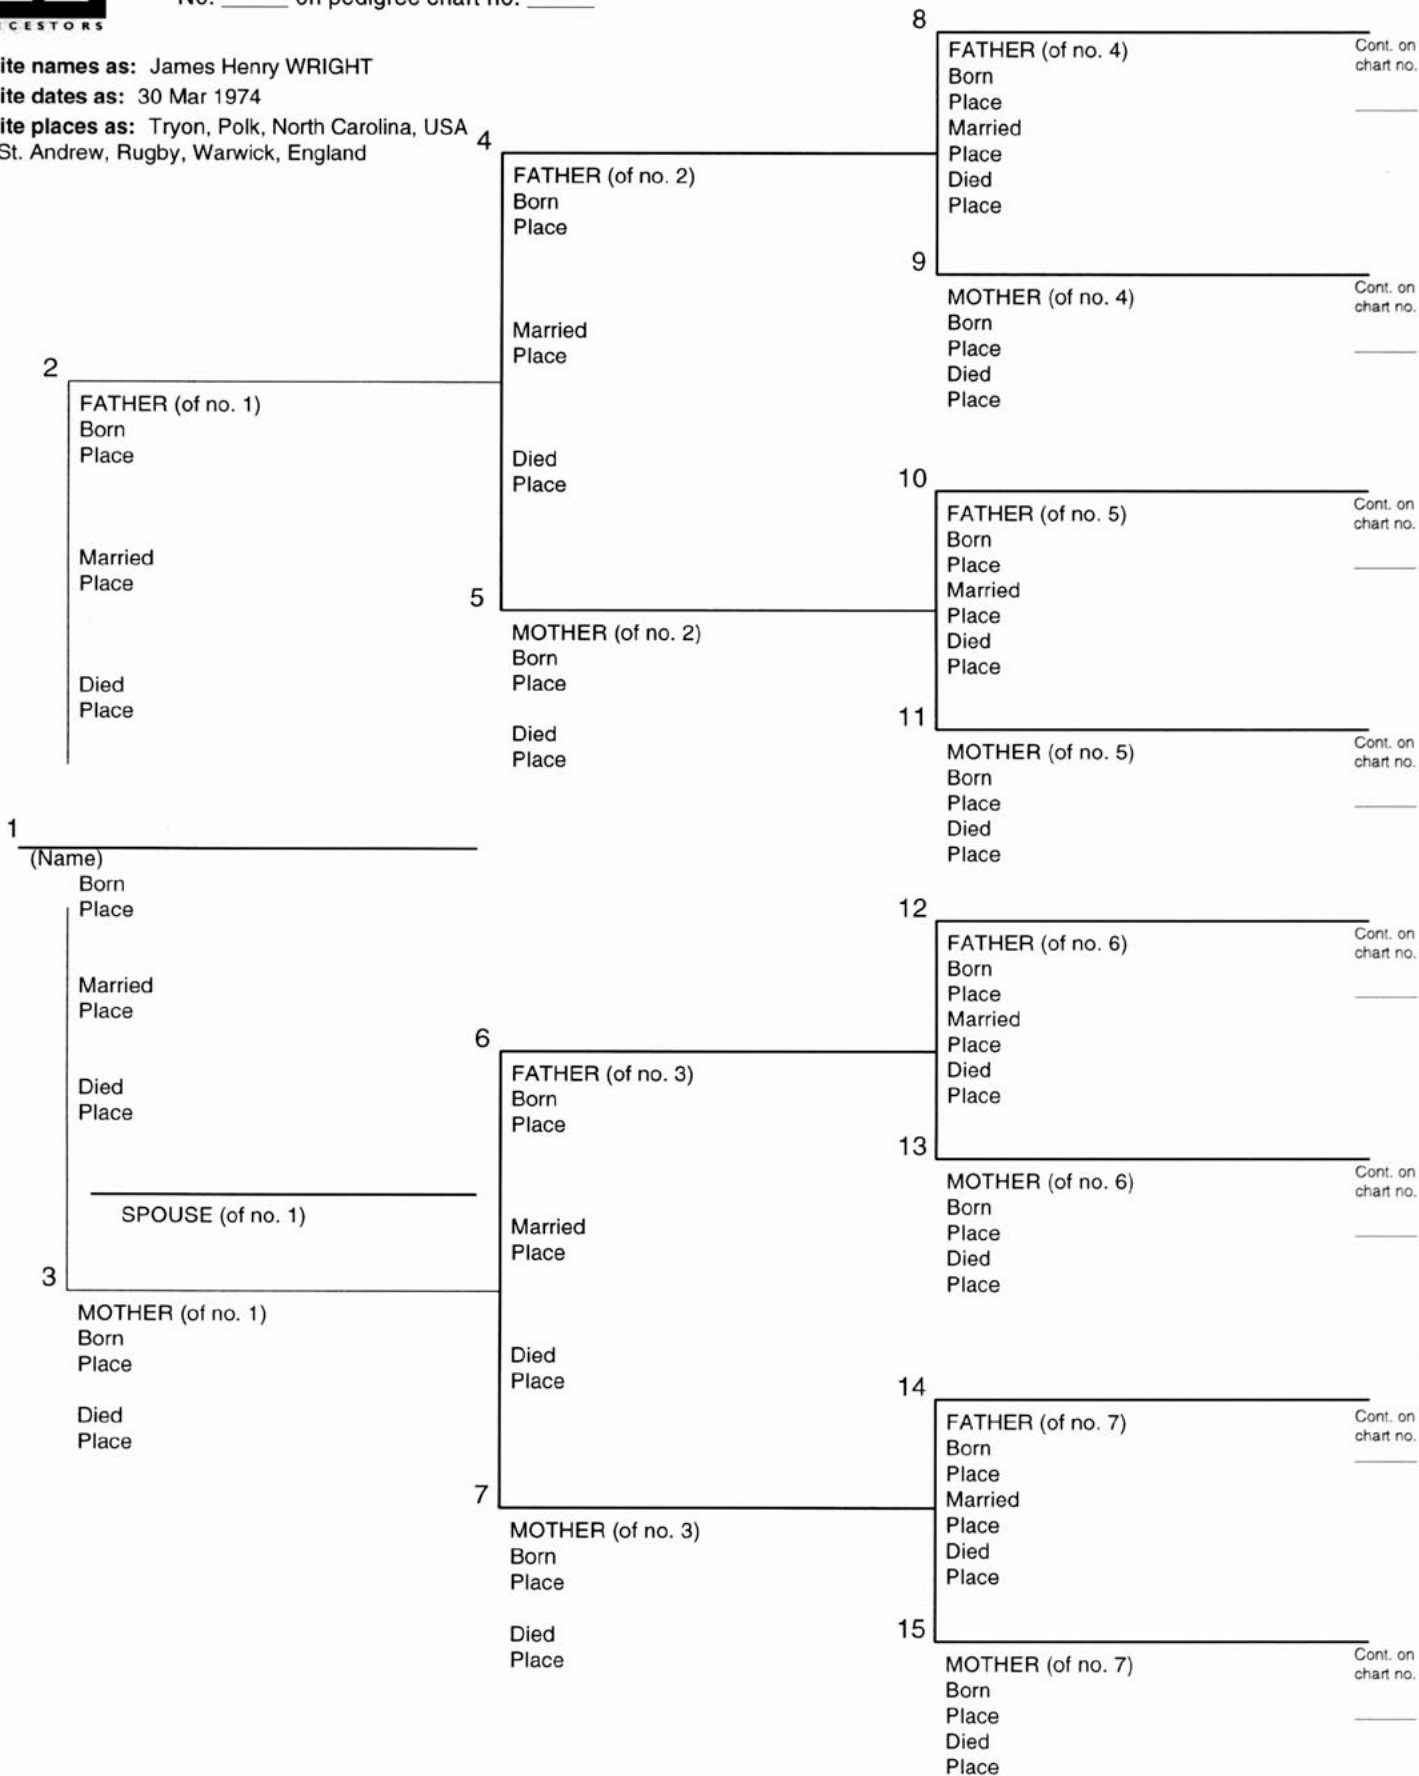 CESTORS
No. ______ on pedigree chart no. ______
ite names as: James Henry WRIGHT
ite dates as: 30 Mar 1974
ite places as: Tryon, Polk, North Carolina, USA
St. Andrew, Rugby, Warwick, England
2
FATHER (of no. 1)
Born
Place
Married
Place
Died
Place
1
(Name)
Born
Place
Married
Place
Died
Place
SPOUSE (of no. 1)
3
MOTHER (of no. 1)
Born
Place
Died
Place
4
FATHER (of no. 2)
Born
Place
Married
Place
Died
Place
5
MOTHER (of no. 2)
Born
Place
Died
Place
6
FATHER (of no. 3)
Born
Place
Married
Place
Died
Place
7
MOTHER (of no. 3)
Born
Place
Died
Place
8
FATHER (of no. 4)
Born
Place
Married
Place
Died
Place
Cont. on
chart no.
9
MOTHER (of no. 4)
Born
Place
Died
Place
Cont. on
chart no.
10
FATHER (of no. 5)
Born
Place
Married
Place
Died
Place
Cont. on
chart no.
11
MOTHER (of no. 5)
Born
Place
Died
Place
Cont. on
chart no.
12
FATHER (of no. 6)
Born
Place
Married
Place
Died
Place
Cont. on
chart no.
13
MOTHER (of no. 6)
Born
Place
Died
Place
Cont. on
chart no.
14
FATHER (of no. 7)
Born
Place
Married
Place
Died
Place
Cont. on
chart no.
15
MOTHER (of no. 7)
Born
Place
Died
Place
Cont. on
chart no.